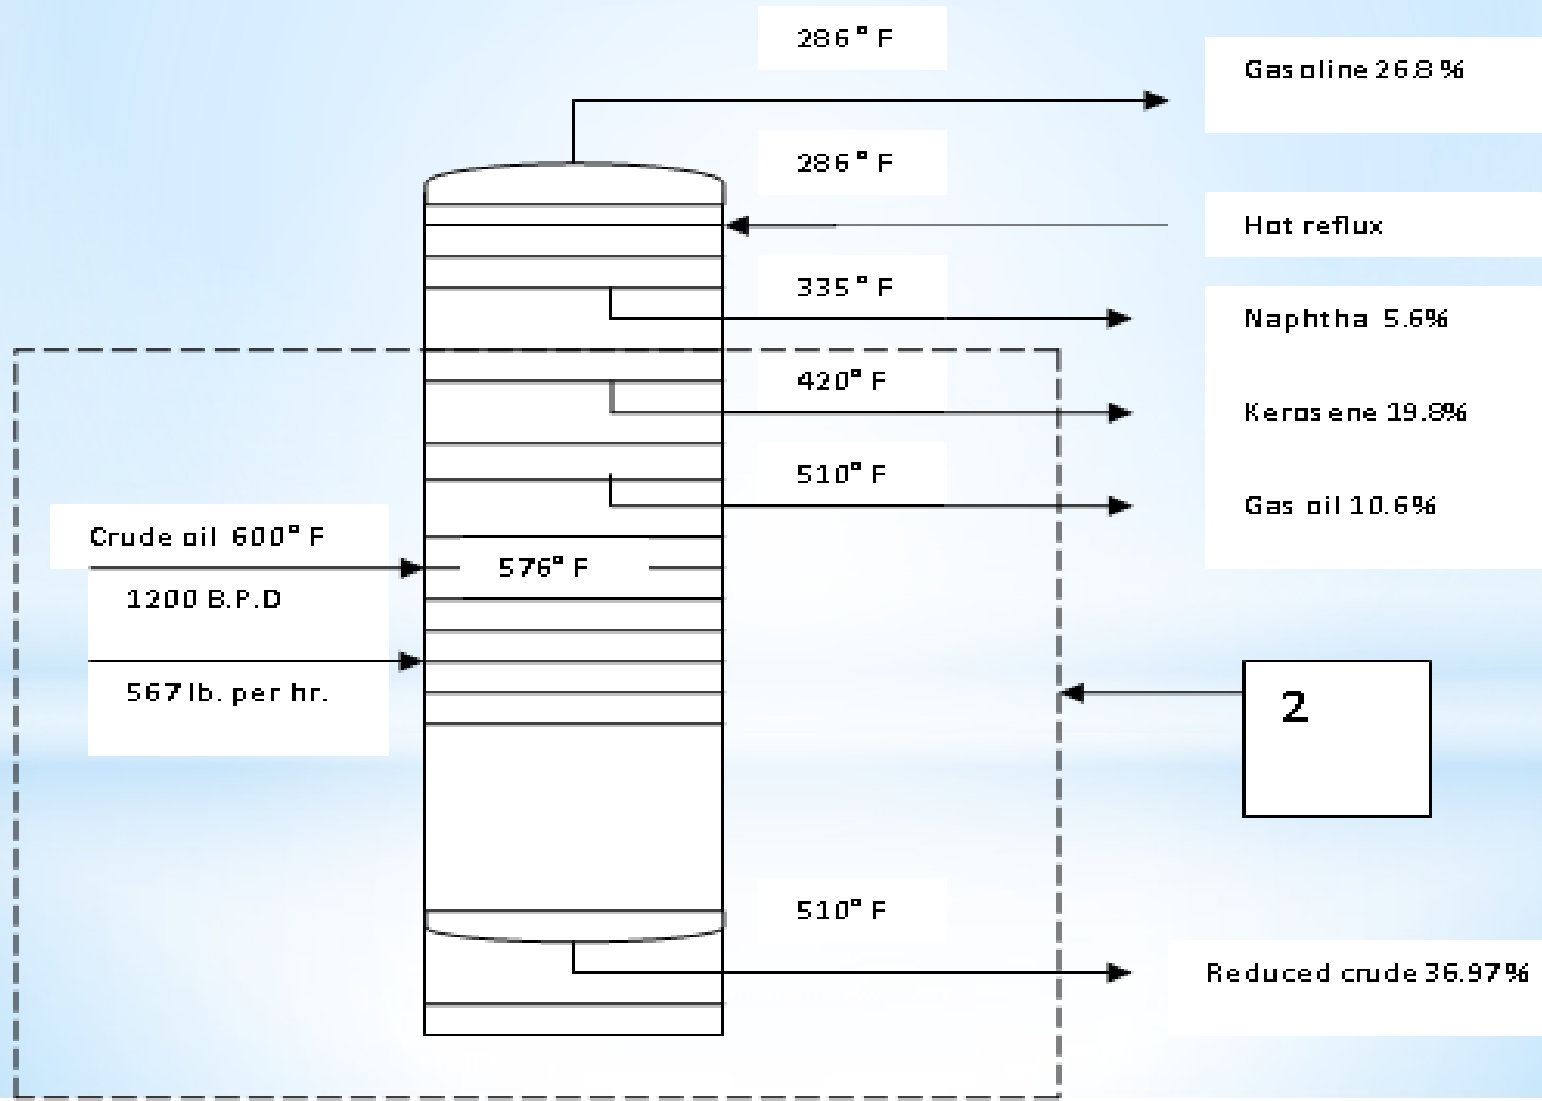 286° F
Gasoline 26.8%
286° F
Hot reflux
335° F
Naphtha 5.6%
420° F
Kerosene 19.8%
510° F
Gas oil 10.6%
Crude oil 600° F
576° F
1200 B.P.D
567 lb. per hr.
2
510° F
Reduced crude 36.97%